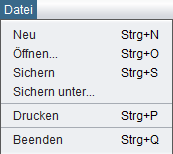 Datei
Neu Strg+N
Öffnen... Strg+O
Sichern Strg+S
Sichern unter...
Drucken Strg+P
Beenden Strg+Q